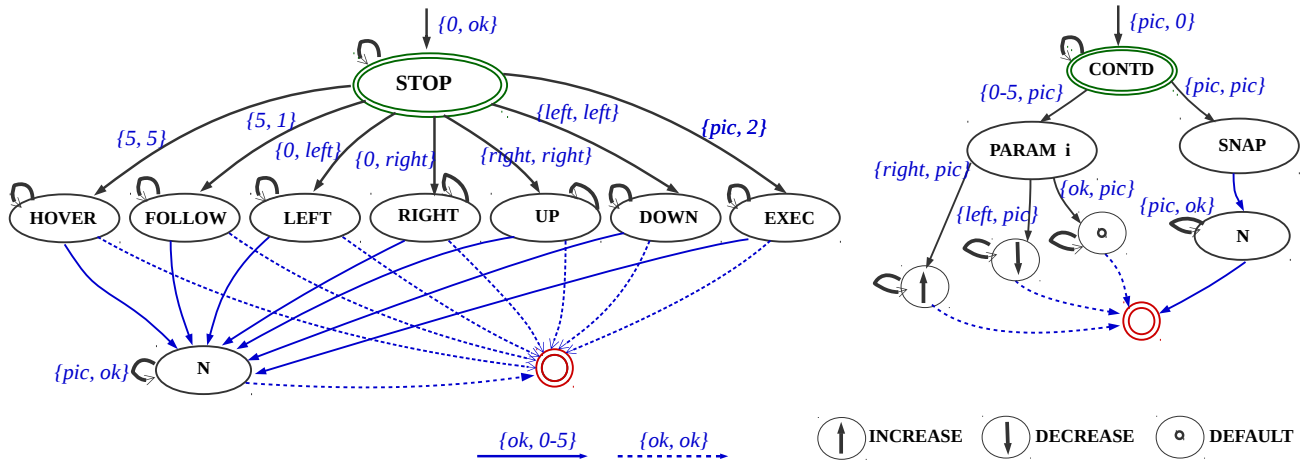 {0, ok}
{pic, 0}
STOP
CONTD
{0-5, pic}
{pic, pic}
{5, 5}
{5, 1}
{0, left}
{0, right}
{right, right}
{left, left}
{pic, 2}
PARAM i
SNAP
{right, pic}
{left, pic}
{ok, pic}
{pic, ok}
HOVER
FOLLOW
LEFT
RIGHT
UP
DOWN
EXEC
N
{pic, ok}
N
{ok, 0-5}
{ok, ok}
INCREASE
DECREASE
DEFAULT